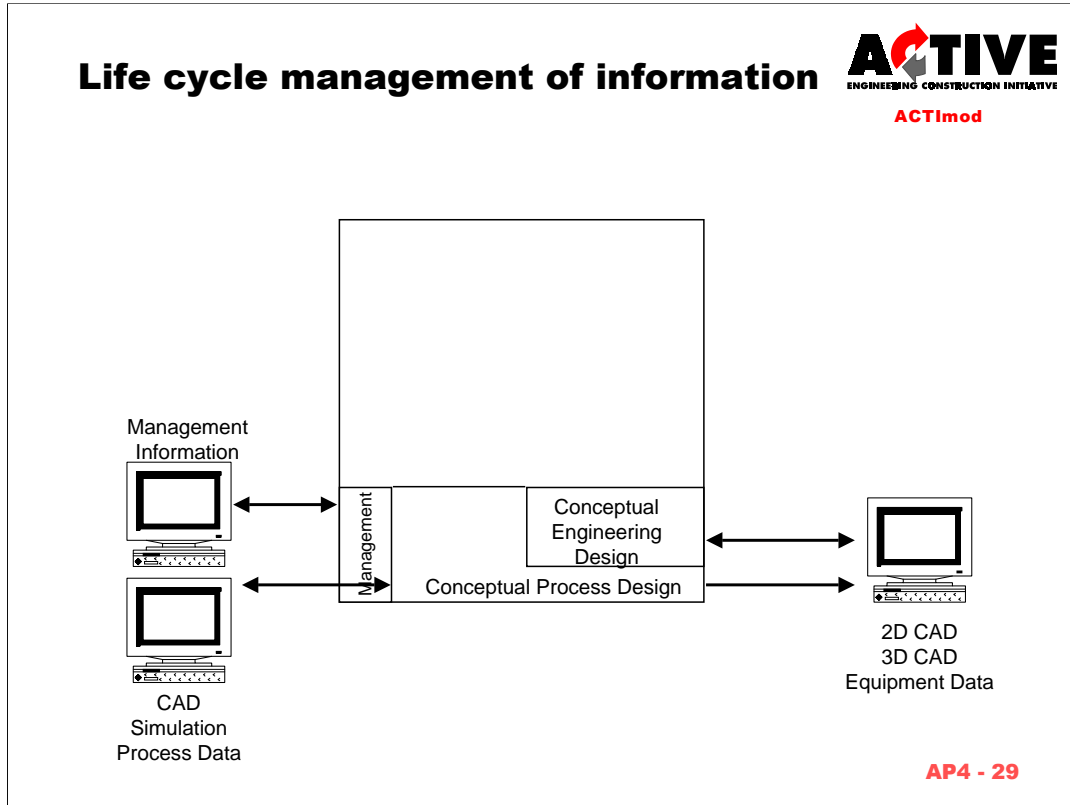 Life cycle management of information
ACTIVE
ENGINEERING CONSTRUCTION INITIATIVE
ACTImod
Management
Information
Management
Conceptual
Engineering
Design
Conceptual Process Design
CAD
Simulation
Process Data
2D CAD
3D CAD
Equipment Data
AP4 - 29